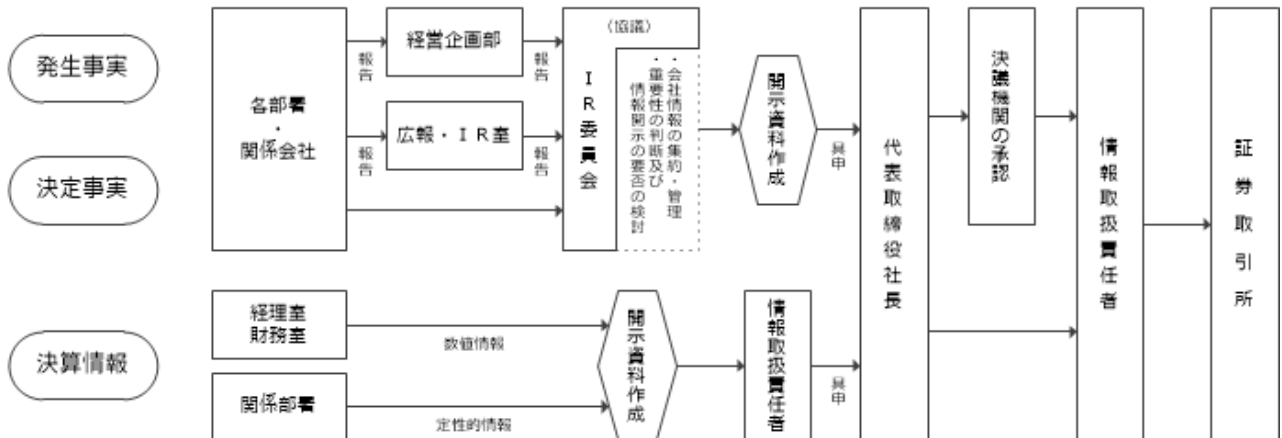 発生事実
決定事実
決算情報
各部署
・
関係会社
報告
経営企画部
報告
報告
広報・ＩＲ室
報告
ＩＲ委員会
（協議）
・会社情報の集約・管理
・重要性の判断及び
情報開示の要否の検討
開示資料作成
具申
代表取締役社長
決議機関の承認
情報取扱責任者
証券取引所
経理室
財務室
数値情報
関係部署
定性的情報
開示資料作成
情報取扱責任者
具申